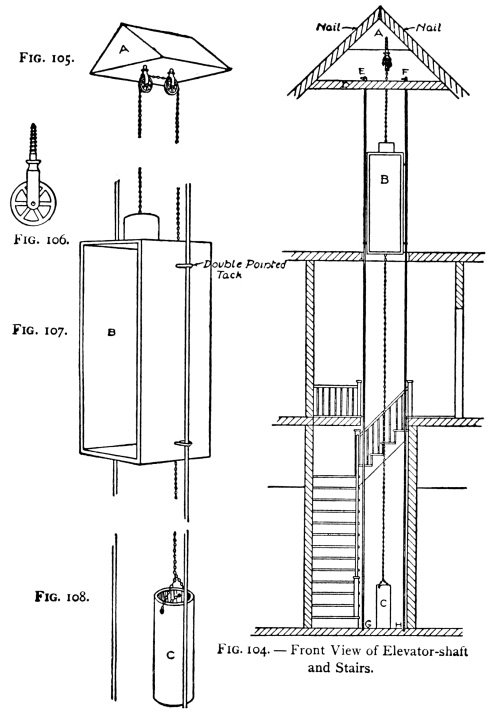 FIG. 105.
A
FIG. 106.
FIG. 107.
B
Double Pointed
Tack
FIG. 108.
C
Nail
Nail
A
E
F
D
B
C
G
H
FIG. 104. — Front View of Elevator-shaft
and Stairs.